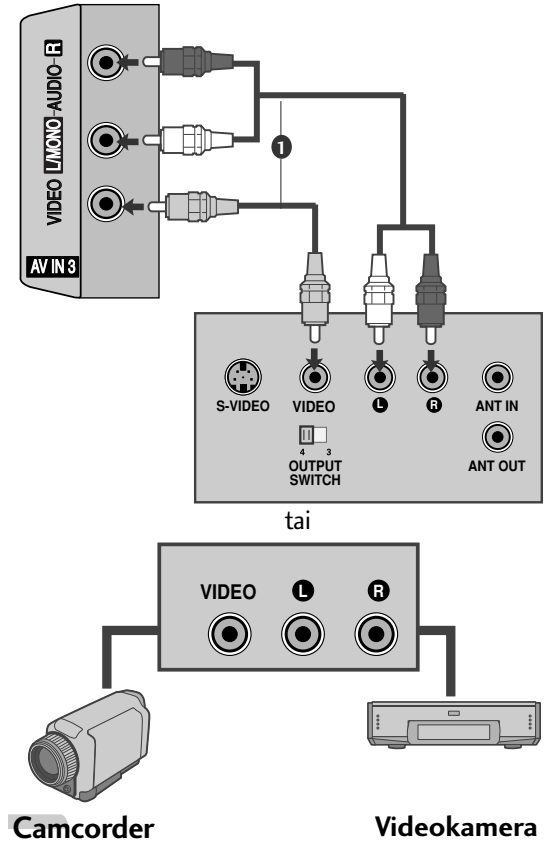 VIDEO L/MONO-AUDIO-R
AV IN 3
1
S-VIDEO
VIDEO
L
R
ANT IN
4 3
OUTPUT
SWITCH
ANT OUT
tai
VIDEO
L
R
Camcorder
Videokamera